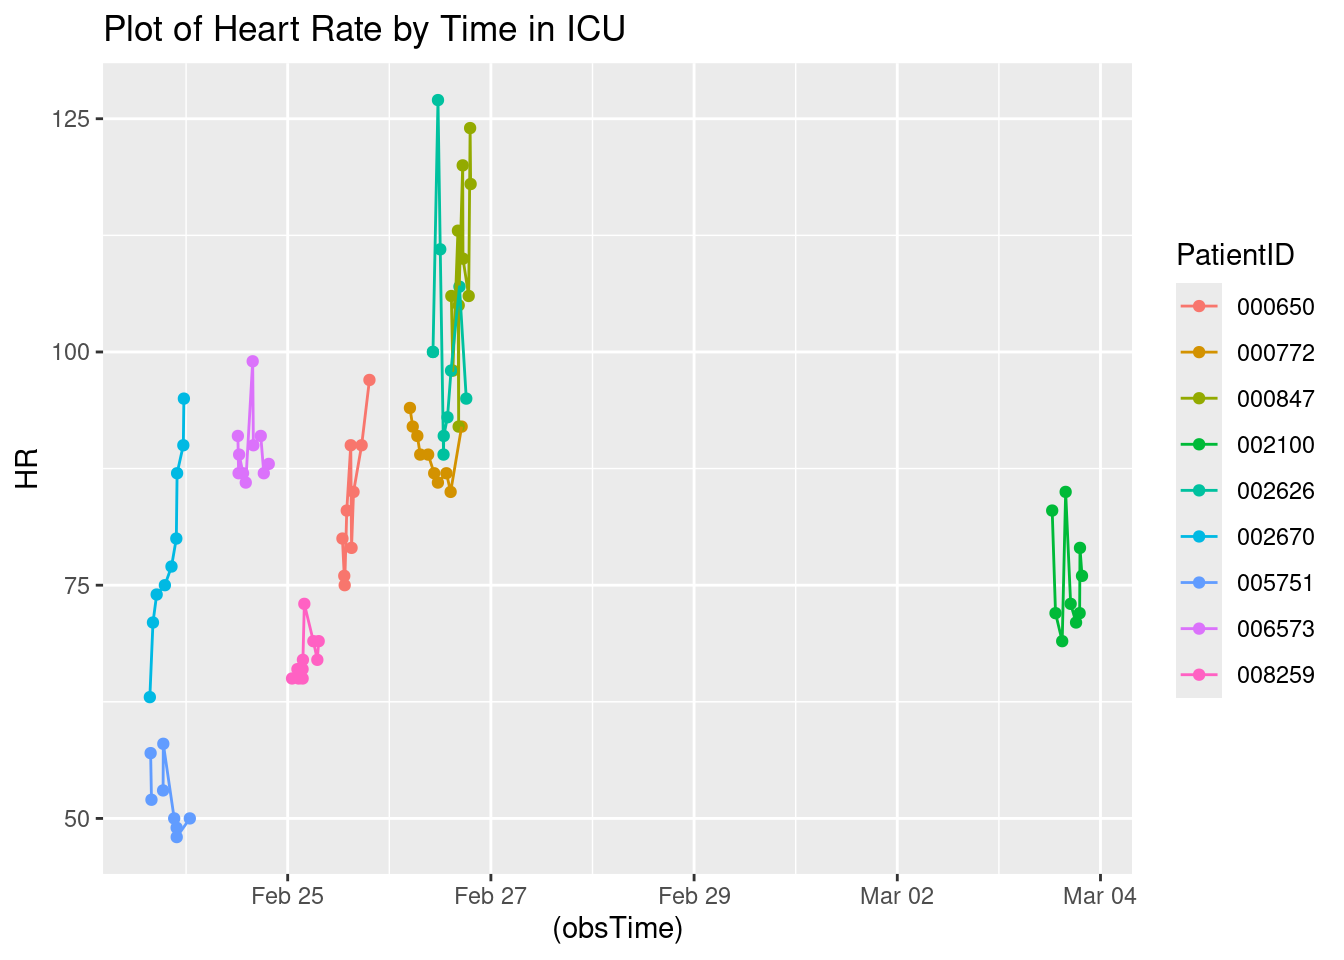 Plot of Heart Rate by Time in ICU
125
100
75
50
HR
Feb 25
Feb 27
Feb 29
Mar 02
Mar 04
(obsTime)
PatientID
000650
000772
000847
002100
002626
002670
005751
006573
008259